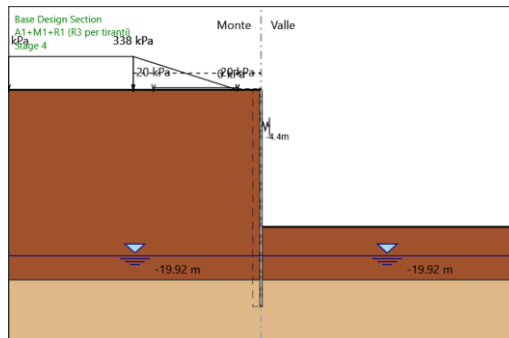 Base Design Section
A1+M1+R1 (R3 per tiranti)
Stage 4
Monte
Valle
kPa
338 kPa
20 kPa
0 kPa
20 kPa
-4.4m
-19.92 m
-19.92 m